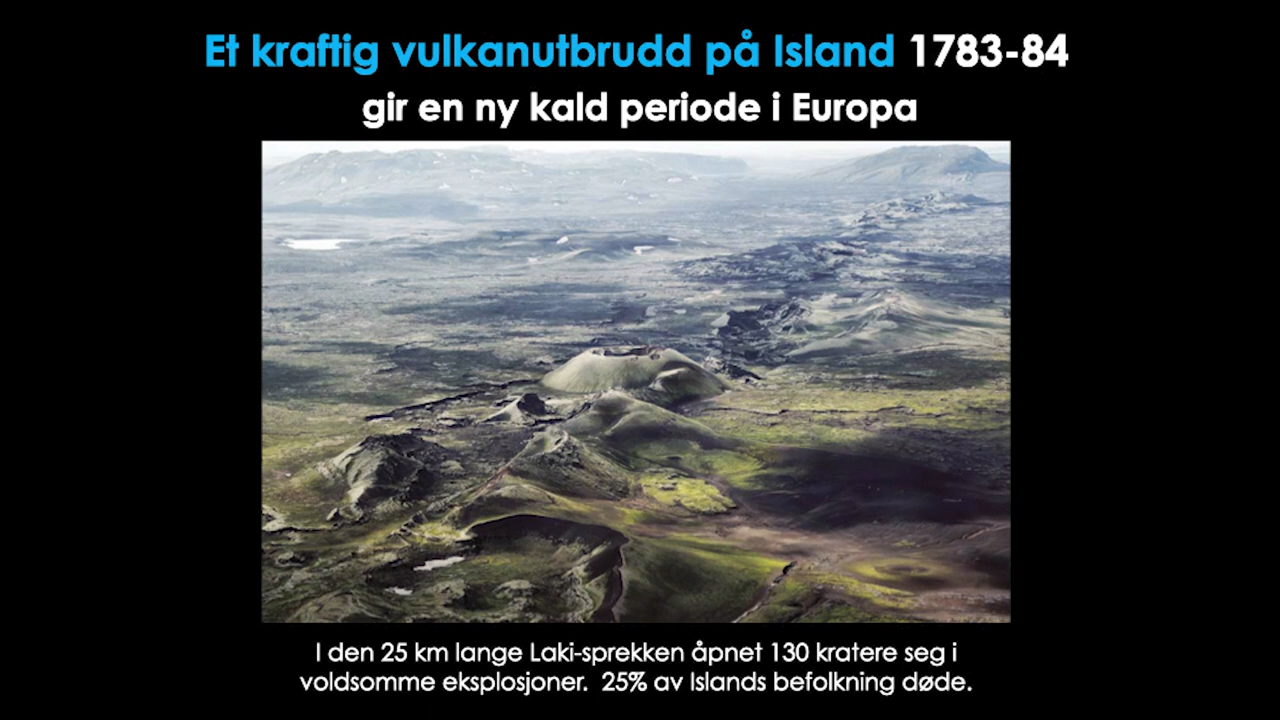 Et kraftig vulkanutbrudd på Island 1783-84
gir en ny kald periode i Europa
I den 25 km lange Laki-sprekken åpnet 130 kratere seg i
voldsomme eksplosjoner.  25% av Islands befolkning døde.